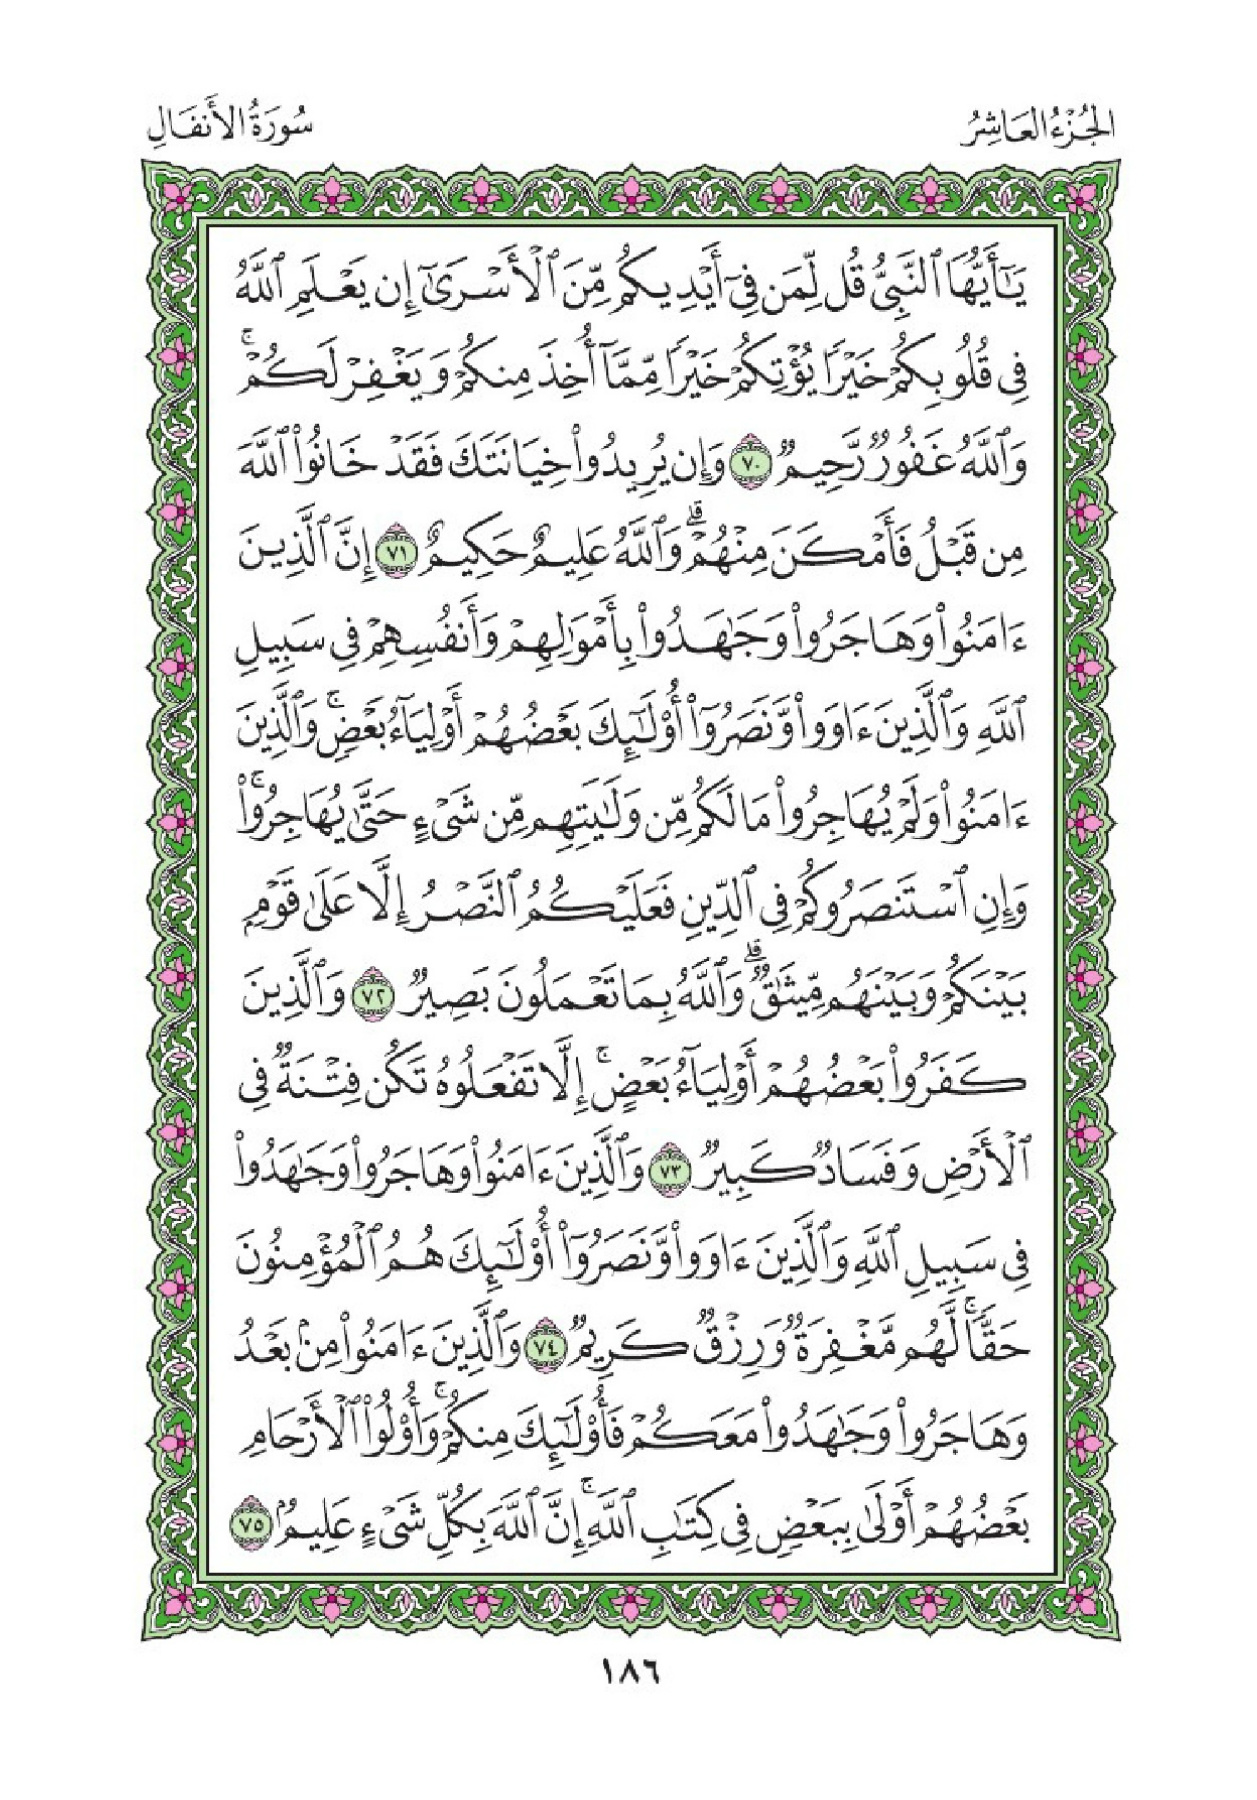 الجُزْءُ العَاشِرُ
سُورَةُ الأَنفَالِ
يَٰٓأَيُّهَا ٱلنَّبِىُّ قُل لِّمَن فِىٓ أَيْدِيكُم مِّنَ ٱلْأَسْرَىٰٓ إِن يَعْلَمِ ٱللَّهُ
فِى قُلُوبِكُمْ خَيْرًا يُؤْتِكُمْ خَيْرًا مِّمَّآ أُخِذَ مِنكُمْ وَيَغْفِرْ لَكُمْ ۚ
وَٱللَّهُ غَفُورٌ رَّحِيمٌ ٧٠ وَإِن يُرِيدُوا۟ خِيَانَتَكَ فَقَدْ خَانُوا۟ ٱللَّهَ
مِن قَبْلُ فَأَمْكَنَ مِنْهُمْ ۗ وَٱللَّهُ عَلِيمٌ حَكِيمٌ ٧١ إِنَّ ٱلَّذِينَ
ءَامَنُوا۟ وَهَاجَرُوا۟ وَجَٰهَدُوا۟ بِأَمْوَٰلِهِمْ وَأَنفُسِهِمْ فِى سَبِيلِ
ٱللَّهِ وَٱلَّذِينَ ءَاوَوا۟ وَّنَصَرُوٓا۟ أُو۟لَٰٓئِكَ بَعْضُهُمْ أَوْلِيَآءُ بَعْضٍ ۚ وَٱلَّذِينَ
ءَامَنُوا۟ وَلَمْ يُهَاجِرُوا۟ مَا لَكُم مِّن وَلَٰيَتِهِم مِّن شَىْءٍ حَتَّىٰ يُهَاجِرُوا۟ ۚ
وَإِنِ ٱسْتَنصَرُوكُمْ فِى ٱلدِّينِ فَعَلَيْكُمُ ٱلنَّصْرُ إِلَّا عَلَىٰ قَوْمٍۭ
بَيْنَكُمْ وَبَيْنَهُم مِّيثَٰقٌ ۗ وَٱللَّهُ بِمَا تَعْمَلُونَ بَصِيرٌ ٧٢ وَٱلَّذِينَ
كَفَرُوا۟ بَعْضُهُمْ أَوْلِيَآءُ بَعْضٍ ۚ إِلَّا تَفْعَلُوهُ تَكُن فِتْنَةٌ فِى
ٱلْأَرْضِ وَفَسَادٌ كَبِيرٌ ٧٣ وَٱلَّذِينَ ءَامَنُوا۟ وَهَاجَرُوا۟ وَجَٰهَدُوا۟
فِى سَبِيلِ ٱللَّهِ وَٱلَّذِينَ ءَاوَوا۟ وَّنَصَرُوٓا۟ أُو۟لَٰٓئِكَ هُمُ ٱلْمُؤْمِنُونَ
حَقًّا ۚ لَّهُم مَّغْفِرَةٌ وَرِزْقٌ كَرِيمٌ ٧٤ وَٱلَّذِينَ ءَامَنُوا۟ مِنۢ بَعْدُ
وَهَاجَرُوا۟ وَجَٰهَدُوا۟ مَعَكُمْ فَأُو۟لَٰٓئِكَ مِنكُمْ ۚ وَأُو۟لُوا۟ ٱلْأَرْحَامِ
بَعْضُهُمْ أَوْلَىٰ بِبَعْضٍ فِى كِتَٰبِ ٱللَّهِ ۚ إِنَّ ٱللَّهَ بِكُلِّ شَىْءٍ عَلِيمٌۢ ٧٥
١٨٦